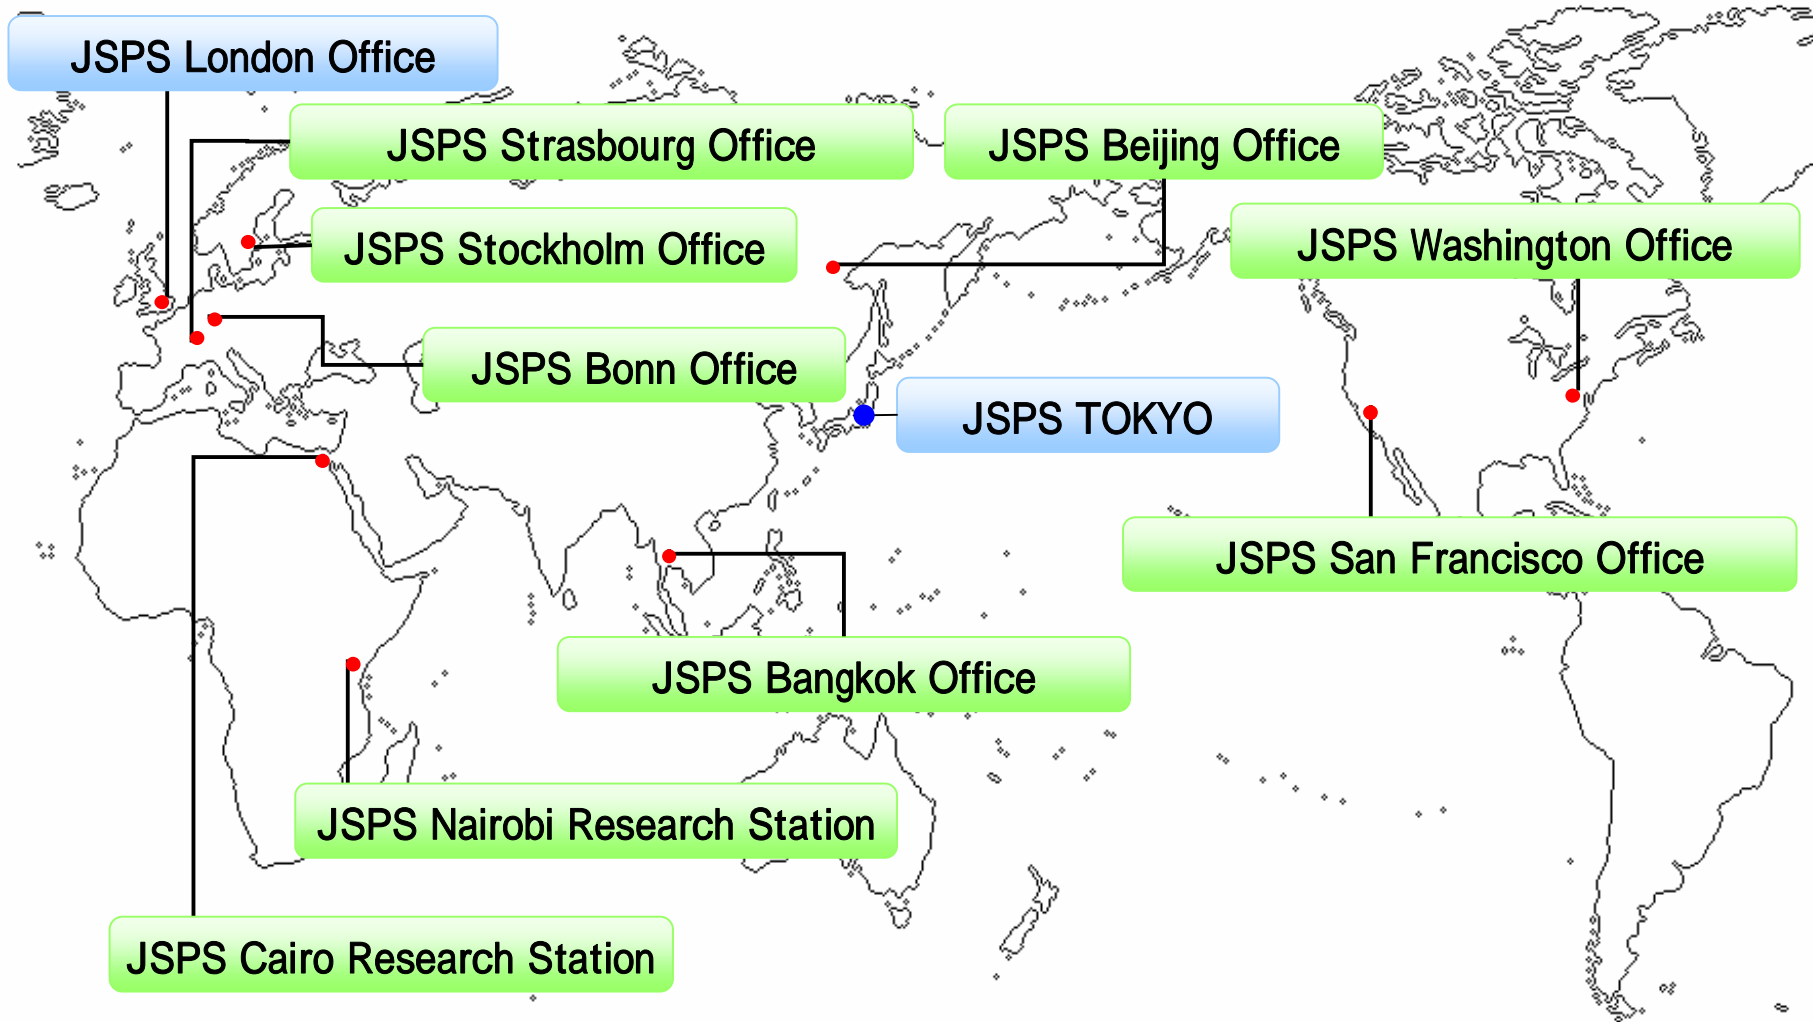 JSPS London Office
JSPS Strasbourg Office
JSPS Beijing Office
JSPS Stockholm Office
JSPS Washington Office
JSPS Bonn Office
JSPS TOKYO
JSPS San Francisco Office
JSPS Bangkok Office
JSPS Nairobi Research Station
JSPS Cairo Research Station